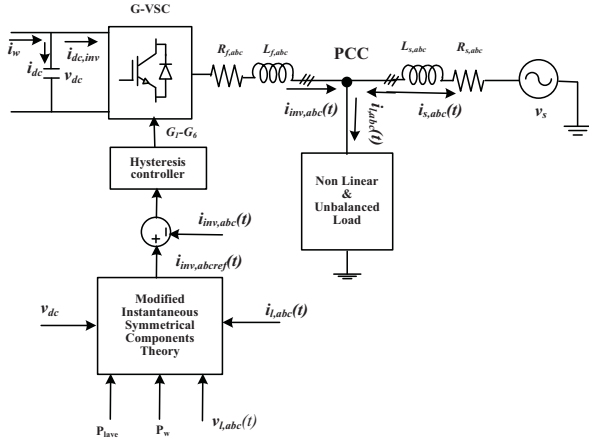 G-VSC
i_w
i_dc
i_dc,inv
v_dc
R_f,abc
L_f,abc
PCC
L_s,abc
R_s,abc
i_inv,abc(t)
i_l,abc(t)
i_s,abc(t)
v_s
G_1-G_6
Hysteresis
controller
Non Linear
&
Unbalanced
Load
+
i_inv,abc(t)
i_inv,abcref(t)
Modified
Instantaneous
Symmetrical
Components
Theory
v_dc
i_l,abc(t)
P_lave
P_w
v_l,abc(t)